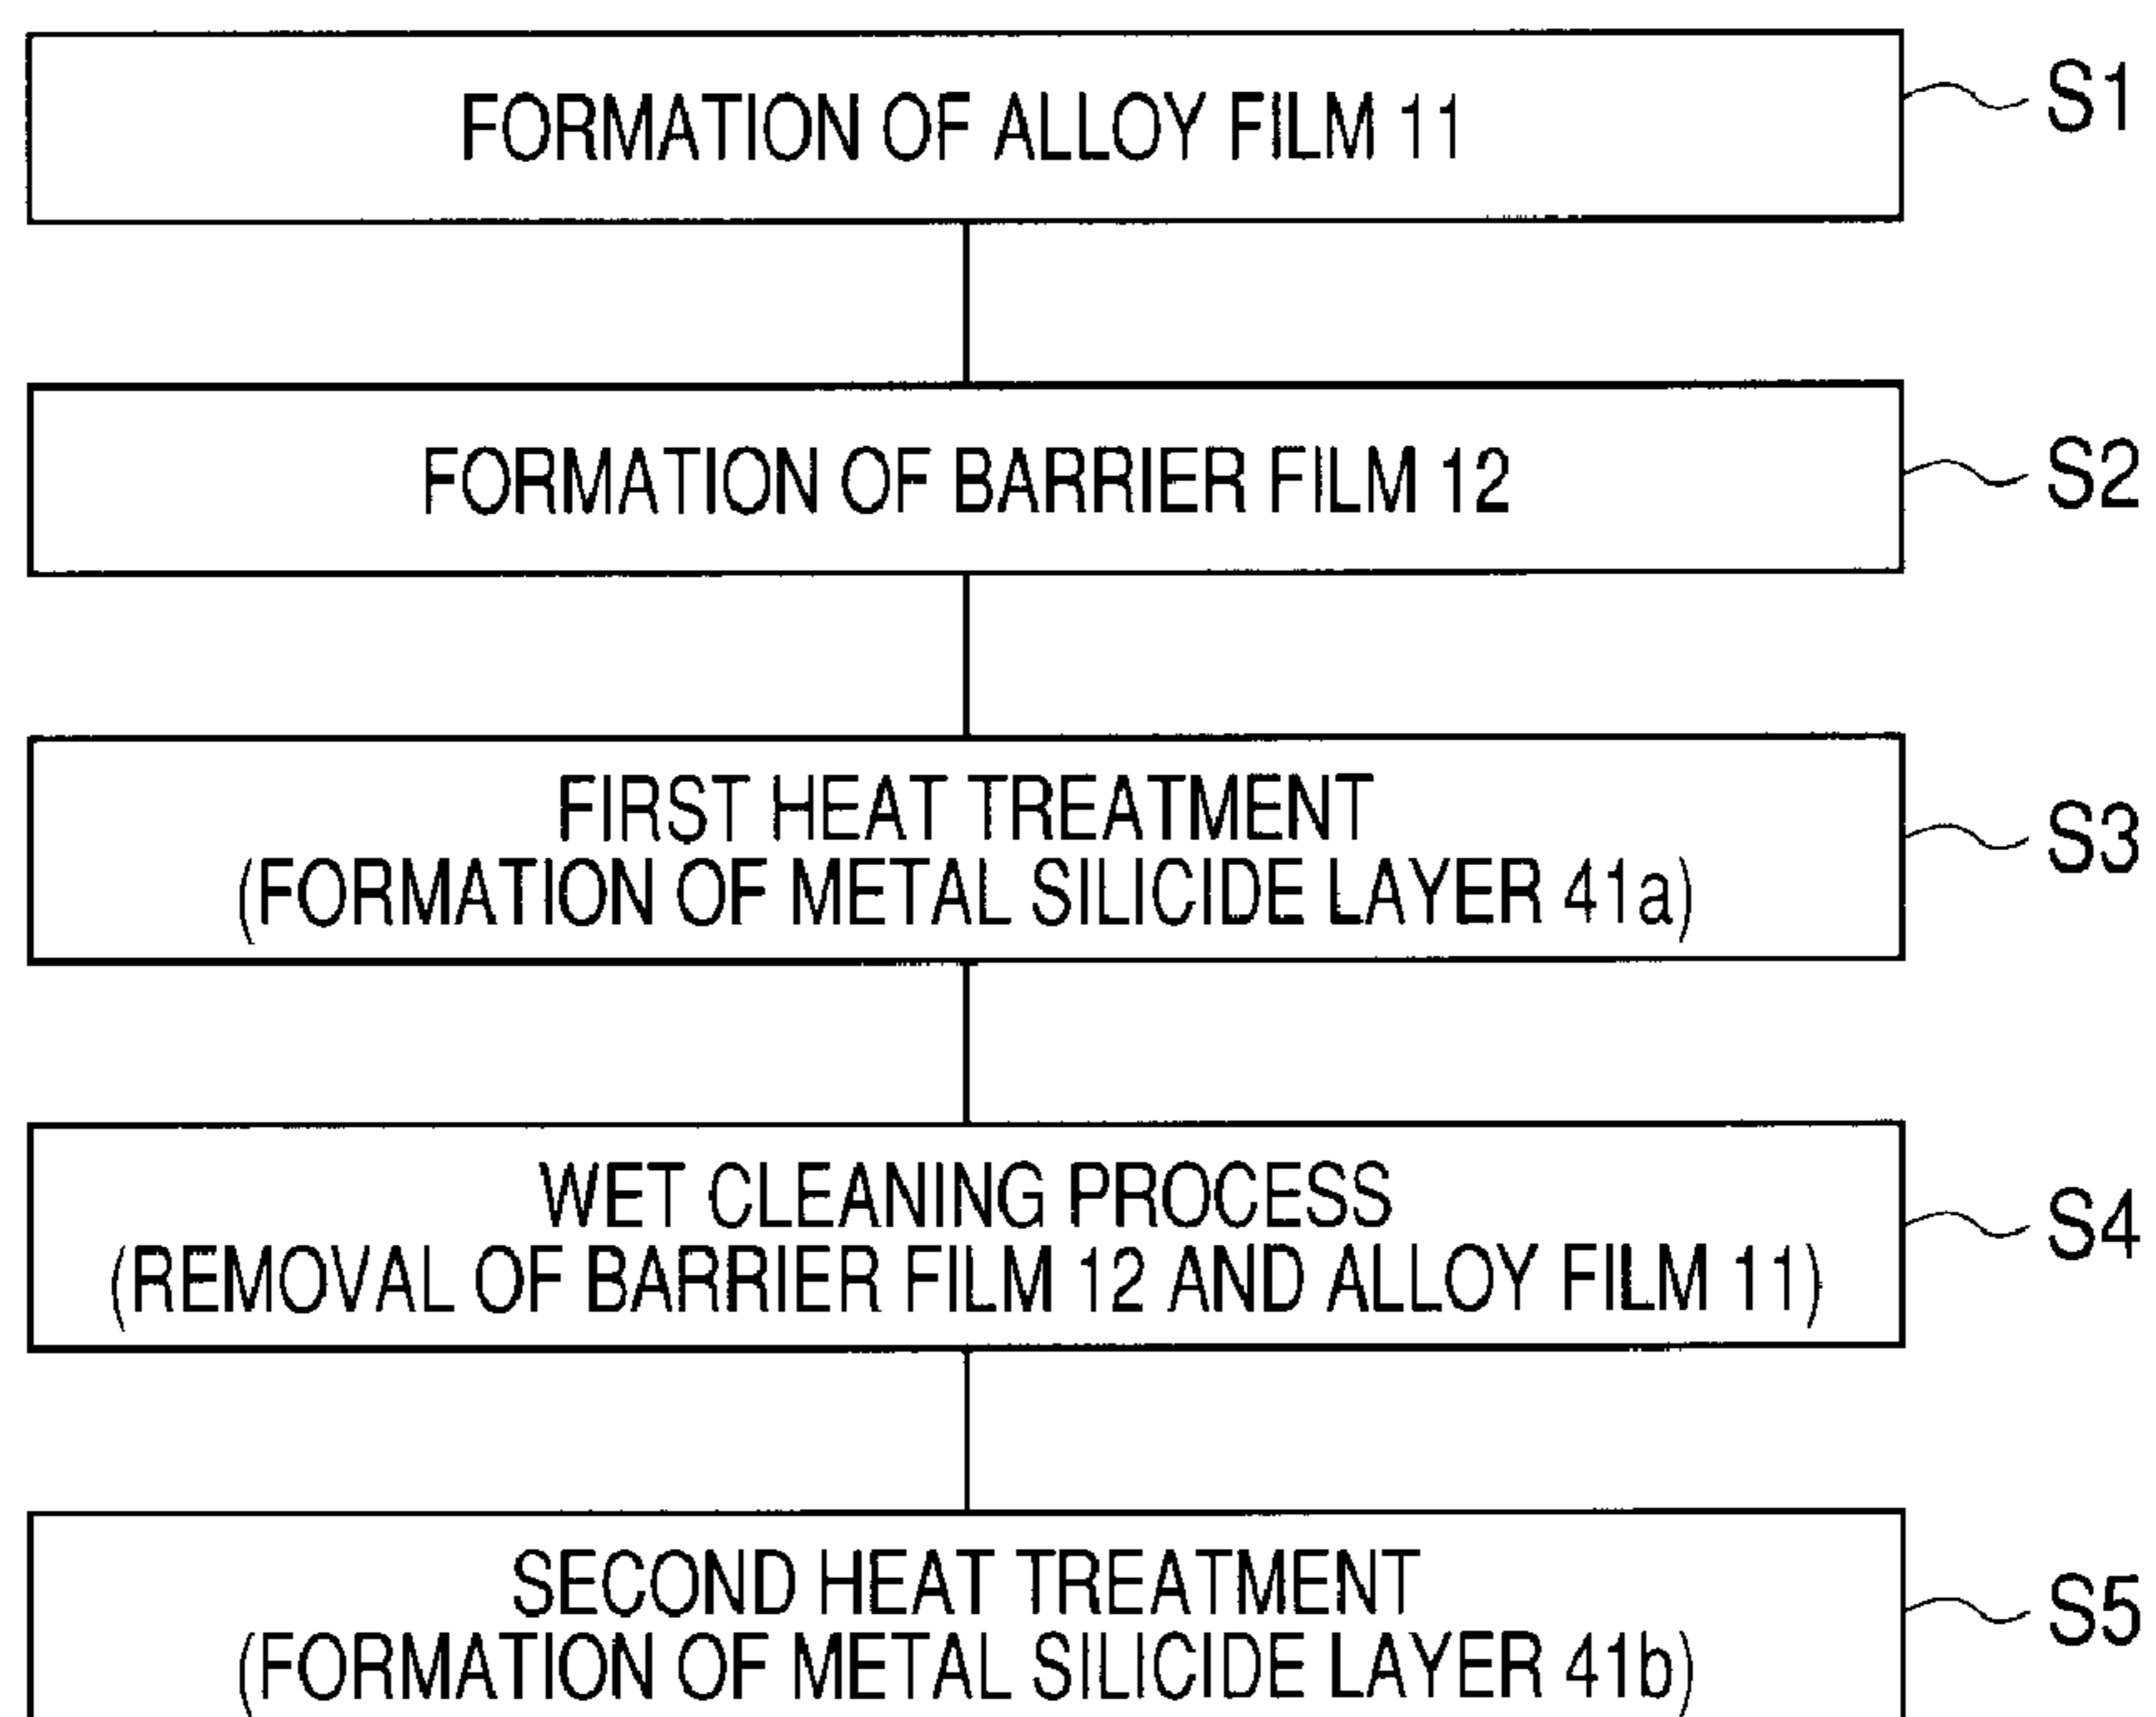 FORMATION OF ALLOY FILM 11
S1
FORMATION OF BARRIER FILM 12
S2
FIRST HEAT TREATMENT
(FORMATION OF METAL SILICIDE LAYER 41a)
S3
WET CLEANING PROCESS
(REMOVAL OF BARRIER FILM 12 AND ALLOY FILM 11)
S4
SECOND HEAT TREATMENT
(FORMATION OF METAL SILICIDE LAYER 41b)
S5